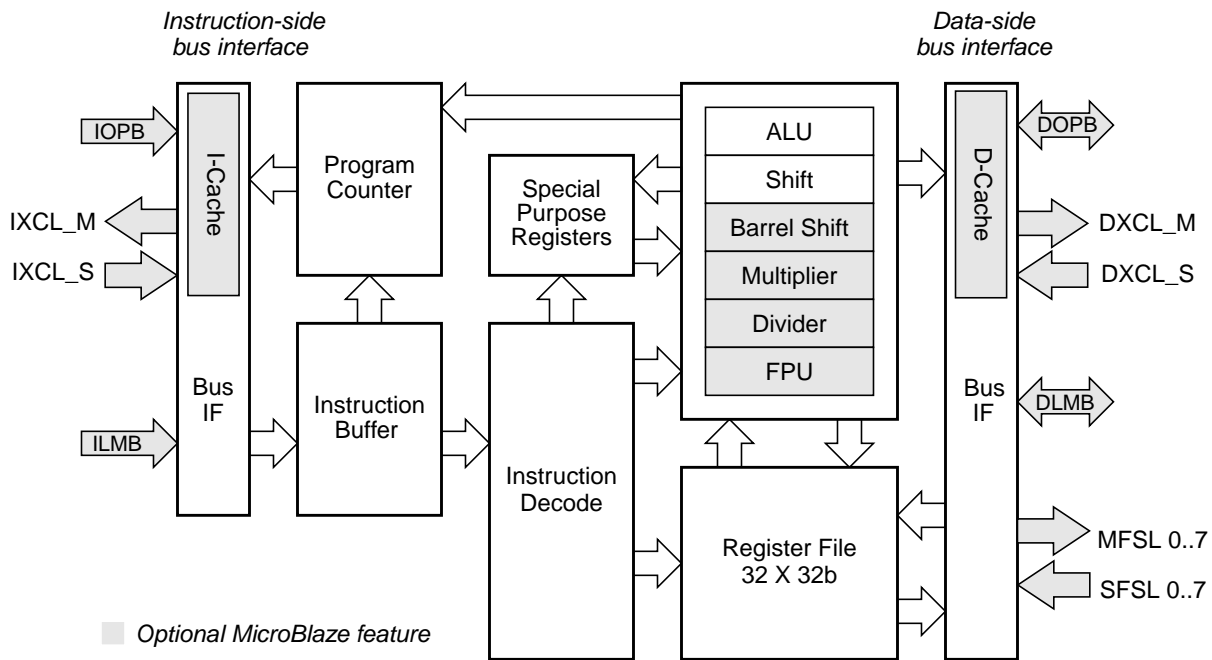 Instruction-side
bus interface
Data-side
bus interface
IOPB
I-Cache
IXCL_M
IXCL_S
Bus
IF
ILMB
Program
Counter
Instruction
Buffer
Special
Purpose
Registers
Instruction
Decode
ALU
Shift
Barrel Shift
Multiplier
Divider
FPU
Register File
32 X 32b
D-Cache
Bus
IF
DOPB
DXCL_M
DXCL_S
DLMB
MFSL 0..7
SFSL 0..7
Optional MicroBlaze feature